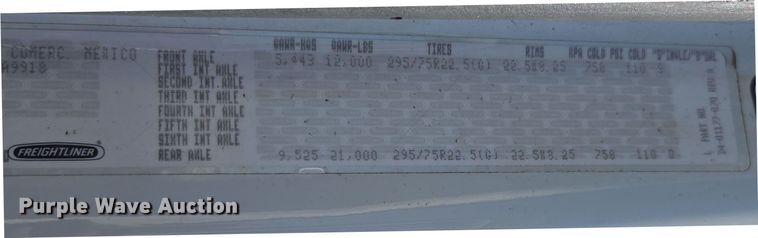 GAWR-KGS GAWR-LBS TIRES RIMS KPA COLD PSI COLD "S"INGLE/"D"UAL
COMERC. MEXICO
A9918
FRONT AXLE 5,443 12,000 295/75R22.5(G) 22.5X8.25 758 110 S
FIRST INT AXLE
SECOND INT.AXLE
THIRD INT AXLE
FOURTH INT AXLE
FIFTH INT AXLE
SIXTH INT AXLE
REAR AXLE 9,525 21,000 295/75R22.5(G) 22.5X8.25 758 110 D
FREIGHTLINER
PART NO.
Purple Wave Auction